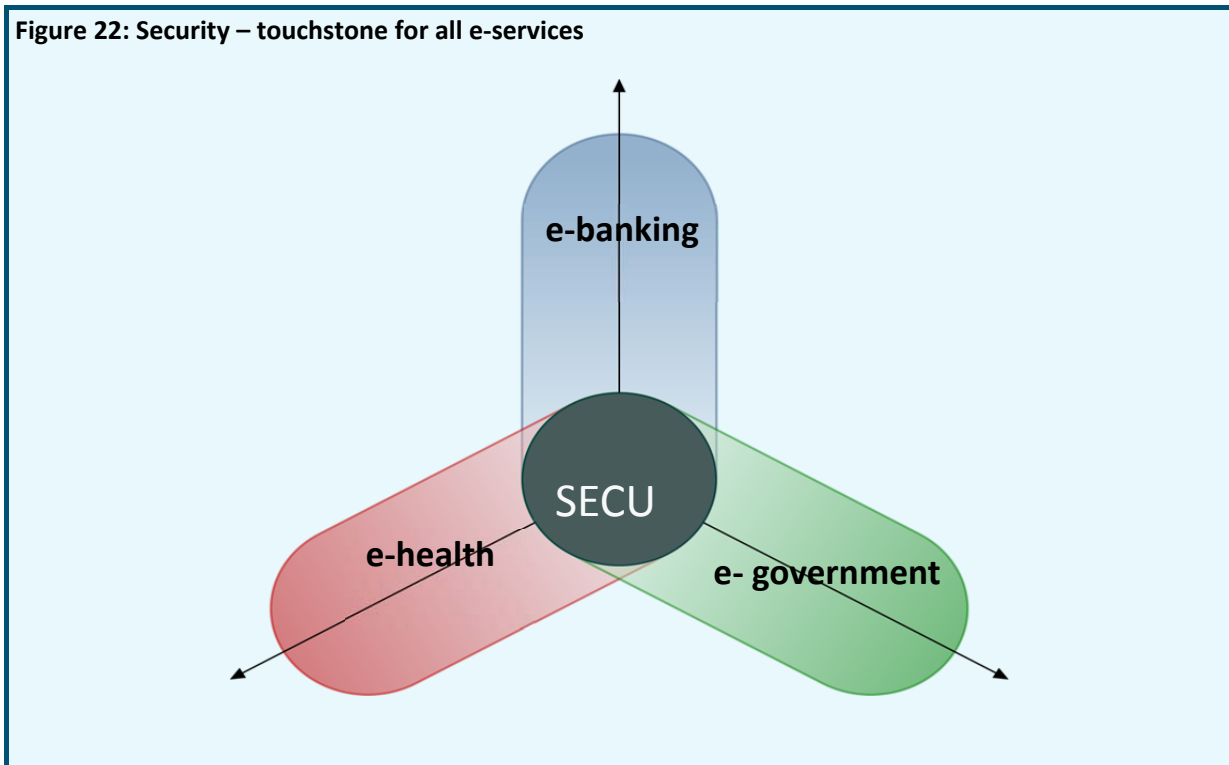 Figure 22: Security – touchstone for all e-services
e-banking
SECU
e-health
e- government